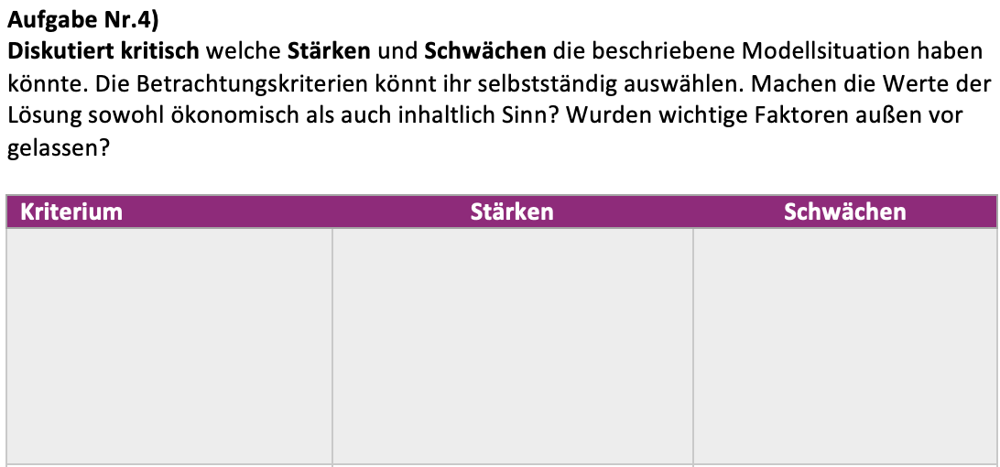 Aufgabe Nr.4)
Diskutiert kritisch welche Stärken und Schwächen die beschriebene Modellsituation haben
könnte. Die Betrachtungskriterien könnt ihr selbstständig auswählen. Machen die Werte der
Lösung sowohl ökonomisch als auch inhaltlich Sinn? Wurden wichtige Faktoren außen vor
gelassen?
Kriterium Stärken Schwächen